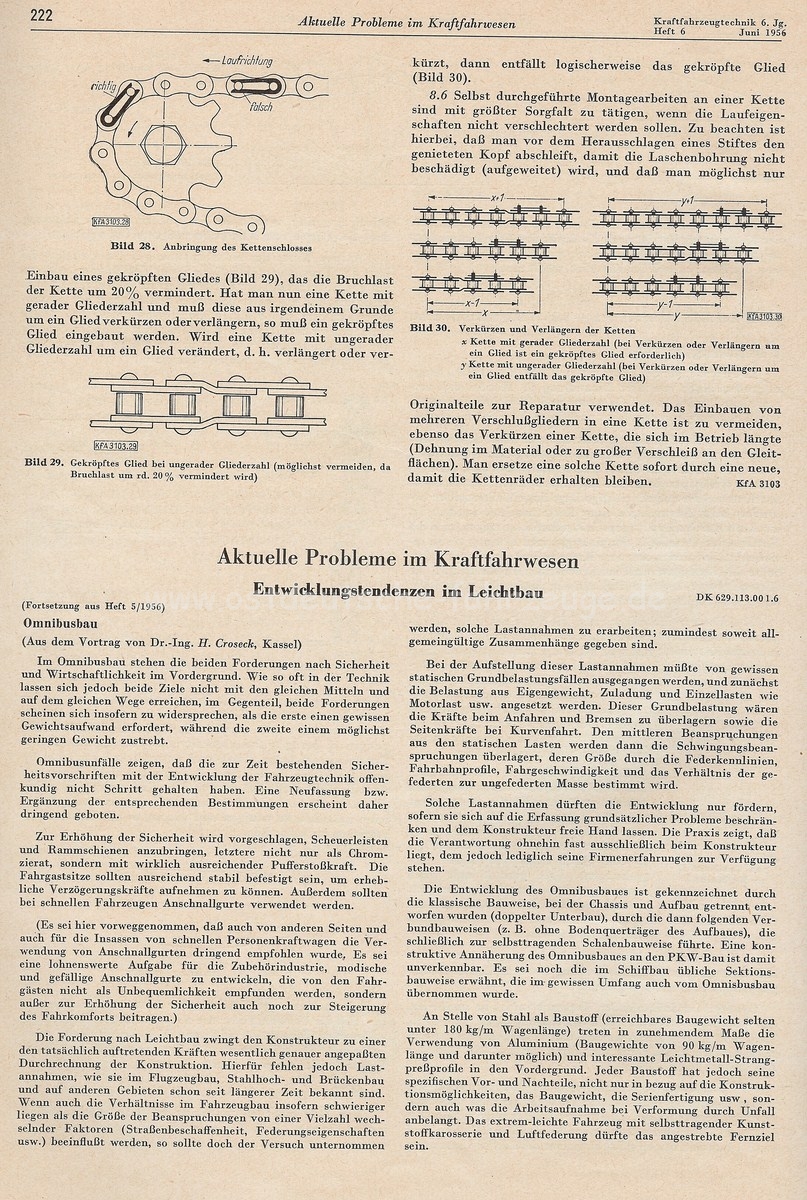 222
Aktuelle Probleme im Kraftfahrwesen
Kraftfahrzeugtechnik 6. Jg.
Heft 6 Juni 1956
Laufrichtung
richtig
falsch
KfA 3103.28
Bild 28. Anbringung des Kettenschlosses
Einbau eines gekröpften Gliedes (Bild 29), das die Bruchlast
der Kette um 20% vermindert. Hat man nun eine Kette mit
gerader Gliederzahl und muß diese aus irgendeinem Grunde
um ein Glied verkürzen oder verlängern, so muß ein gekröpftes
Glied eingebaut werden. Wird eine Kette mit ungerader
Gliederzahl um ein Glied verändert, d. h. verlängert oder ver-
KfA 3103.29
Bild 29. Gekröpftes Glied bei ungerader Gliederzahl (möglichst vermeiden, da
Bruchlast um rd. 20% vermindert wird)
kürzt, dann entfällt logischerweise das gekröpfte Glied
(Bild 30).
8.6 Selbst durchgeführte Montagearbeiten an einer Kette
sind mit größter Sorgfalt zu tätigen, wenn die Laufeigen-
schaften nicht verschlechtert werden sollen. Zu beachten ist
hierbei, daß man vor dem Herausschlagen eines Stiftes den
genieteten Kopf abschleift, damit die Laschenbohrung nicht
beschädigt (aufgeweitet) wird, und daß man möglichst nur
x+1
y+1
x-1
x
y-1
y
KfA 3103.30
Bild 30. Verkürzen und Verlängern der Ketten
x Kette mit gerader Gliederzahl (bei Verkürzen oder Verlängern um
ein Glied ist ein gekröpftes Glied erforderlich)
y Kette mit ungerader Gliederzahl (bei Verkürzen oder Verlängern um
ein Glied entfällt das gekröpfte Glied)
Originalteile zur Reparatur verwendet. Das Einbauen von
mehreren Verschlußgliedern in eine Kette ist zu vermeiden,
ebenso das Verkürzen einer Kette, die sich im Betrieb längte
(Dehnung im Material oder zu großer Verschleiß an den Gleit-
flächen). Man ersetze eine solche Kette sofort durch eine neue,
damit die Kettenräder erhalten bleiben. KfA 3103
Aktuelle Probleme im Kraftfahrwesen
Entwicklungstendenzen im Leichtbau
DK 629.113.00 1.6
(Fortsetzung aus Heft 5/1956)
Omnibusbau
(Aus dem Vortrag von Dr.-Ing. H. Croseck, Kassel)
Im Omnibusbau stehen die beiden Forderungen nach Sicherheit
und Wirtschaftlichkeit im Vordergrund. Wie so oft in der Technik
lassen sich jedoch beide Ziele nicht mit den gleichen Mitteln und
auf dem gleichen Wege erreichen, im Gegenteil, beide Forderungen
scheinen sich insofern zu widersprechen, als die erste einen gewissen
Gewichtsaufwand erfordert, während die zweite einem möglichst
geringen Gewicht zustrebt.
Omnibusunfälle zeigen, daß die zur Zeit bestehenden Sicher-
heitsvorschriften mit der Entwicklung der Fahrzeugtechnik offen-
kundig nicht Schritt gehalten haben. Eine Neufassung bzw.
Ergänzung der entsprechenden Bestimmungen erscheint daher
dringend geboten.
Zur Erhöhung der Sicherheit wird vorgeschlagen, Scheuerleisten
und Rammschienen anzubringen, letztere nicht nur als Chrom-
zierat, sondern mit wirklich ausreichender Pufferstoßkraft. Die
Fahrgastsitze sollten ausreichend stabil befestigt sein, um erheb-
liche Verzögerungskräfte aufnehmen zu können. Außerdem sollten
bei schnellen Fahrzeugen Anschnallgurte verwendet werden.
(Es sei hier vorweggenommen, daß auch von anderen Seiten und
auch für die Insassen von schnellen Personenkraftwagen die Ver-
wendung von Anschnallgurten dringend empfohlen wurde. Es sei
eine lohnenswerte Aufgabe für die Zubehörindustrie, modische
und gefällige Anschnallgurte zu entwickeln, die von den Fahr-
gästen nicht als Unbequemlichkeit empfunden werden, sondern
außer zur Erhöhung der Sicherheit auch noch zur Steigerung
des Fahrkomforts beitragen.)
Die Forderung nach Leichtbau zwingt den Konstrukteur zu einer
den tatsächlich auftretenden Kräften wesentlich genauer angepaßten
Durchrechnung der Konstruktion. Hierfür fehlen jedoch Last-
annahmen, wie sie im Flugzeugbau, Stahlhoch- und Brückenbau
und auf anderen Gebieten schon seit längerer Zeit bekannt sind.
Wenn auch die Verhältnisse im Fahrzeugbau insofern schwieriger
liegen als die Größe der Beanspruchungen von einer Vielzahl wech-
selnder Faktoren (Straßenbeschaffenheit, Federungseigenschaften
usw.) beeinflußt werden, so sollte doch der Versuch unternommen
werden, solche Lastannahmen zu erarbeiten; zumindest soweit all-
gemeingültige Zusammenhänge gegeben sind.
Bei der Aufstellung dieser Lastannahmen müßte von gewissen
statischen Grundbelastungsfällen ausgegangen werden, und zunächst
die Belastung aus Eigengewicht, Zuladung und Einzellasten wie
Motorlast usw. angesetzt werden. Dieser Grundbelastung wären
die Kräfte beim Anfahren und Bremsen zu überlagern sowie die
Seitenkräfte bei Kurvenfahrt. Den mittleren Beanspruchungen
aus den statischen Lasten werden dann die Schwingungsbean-
spruchungen überlagert, deren Größe durch die Federkennlinien,
Fahrbahnprofile, Fahrgeschwindigkeit und das Verhältnis der ge-
federten zur ungefederten Masse bestimmt wird.
Solche Lastannahmen dürften die Entwicklung nur fördern,
sofern sie sich auf die Erfassung grundsätzlicher Probleme beschrän-
ken und dem Konstrukteur freie Hand lassen. Die Praxis zeigt, daß
die Verantwortung ohnehin fast ausschließlich beim Konstrukteur
liegt, dem jedoch lediglich seine Firmenerfahrungen zur Verfügung
stehen.
Die Entwicklung des Omnibusbaues ist gekennzeichnet durch
die klassische Bauweise, bei der Chassis und Aufbau getrennt ent-
worfen wurden (doppelter Unterbau), durch die dann folgenden Ver-
bundbauweisen (z. B. ohne Bodenquerträger des Aufbaues), die
schließlich zur selbsttragenden Schalenbauweise führte. Eine kon-
struktive Annäherung des Omnibusbaues an den PKW-Bau ist damit
unverkennbar. Es sei noch die im Schiffbau übliche Sektions-
bauweise erwähnt, die im gewissen Umfang auch vom Omnisbusbau
übernommen wurde.
An Stelle von Stahl als Baustoff (erreichbares Baugewicht selten
unter 180 kg/m Wagenlänge) treten in zunehmendem Maße die
Verwendung von Aluminium (Baugewichte von 90 kg/m Wagen-
länge und darunter möglich) und interessante Leichtmetall-Strang-
preßprofile in den Vordergrund. Jeder Baustoff hat jedoch seine
spezifischen Vor- und Nachteile, nicht nur in bezug auf die Konstruk-
tionsmöglichkeiten, das Baugewicht, die Serienfertigung usw., son-
dern auch was die Arbeitsaufnahme bei Verformung durch Unfall
anbelangt. Das extrem-leichte Fahrzeug mit selbsttragender Kunst-
stoffkarosserie und Luftfederung dürfte das angestrebte Fernziel
sein.